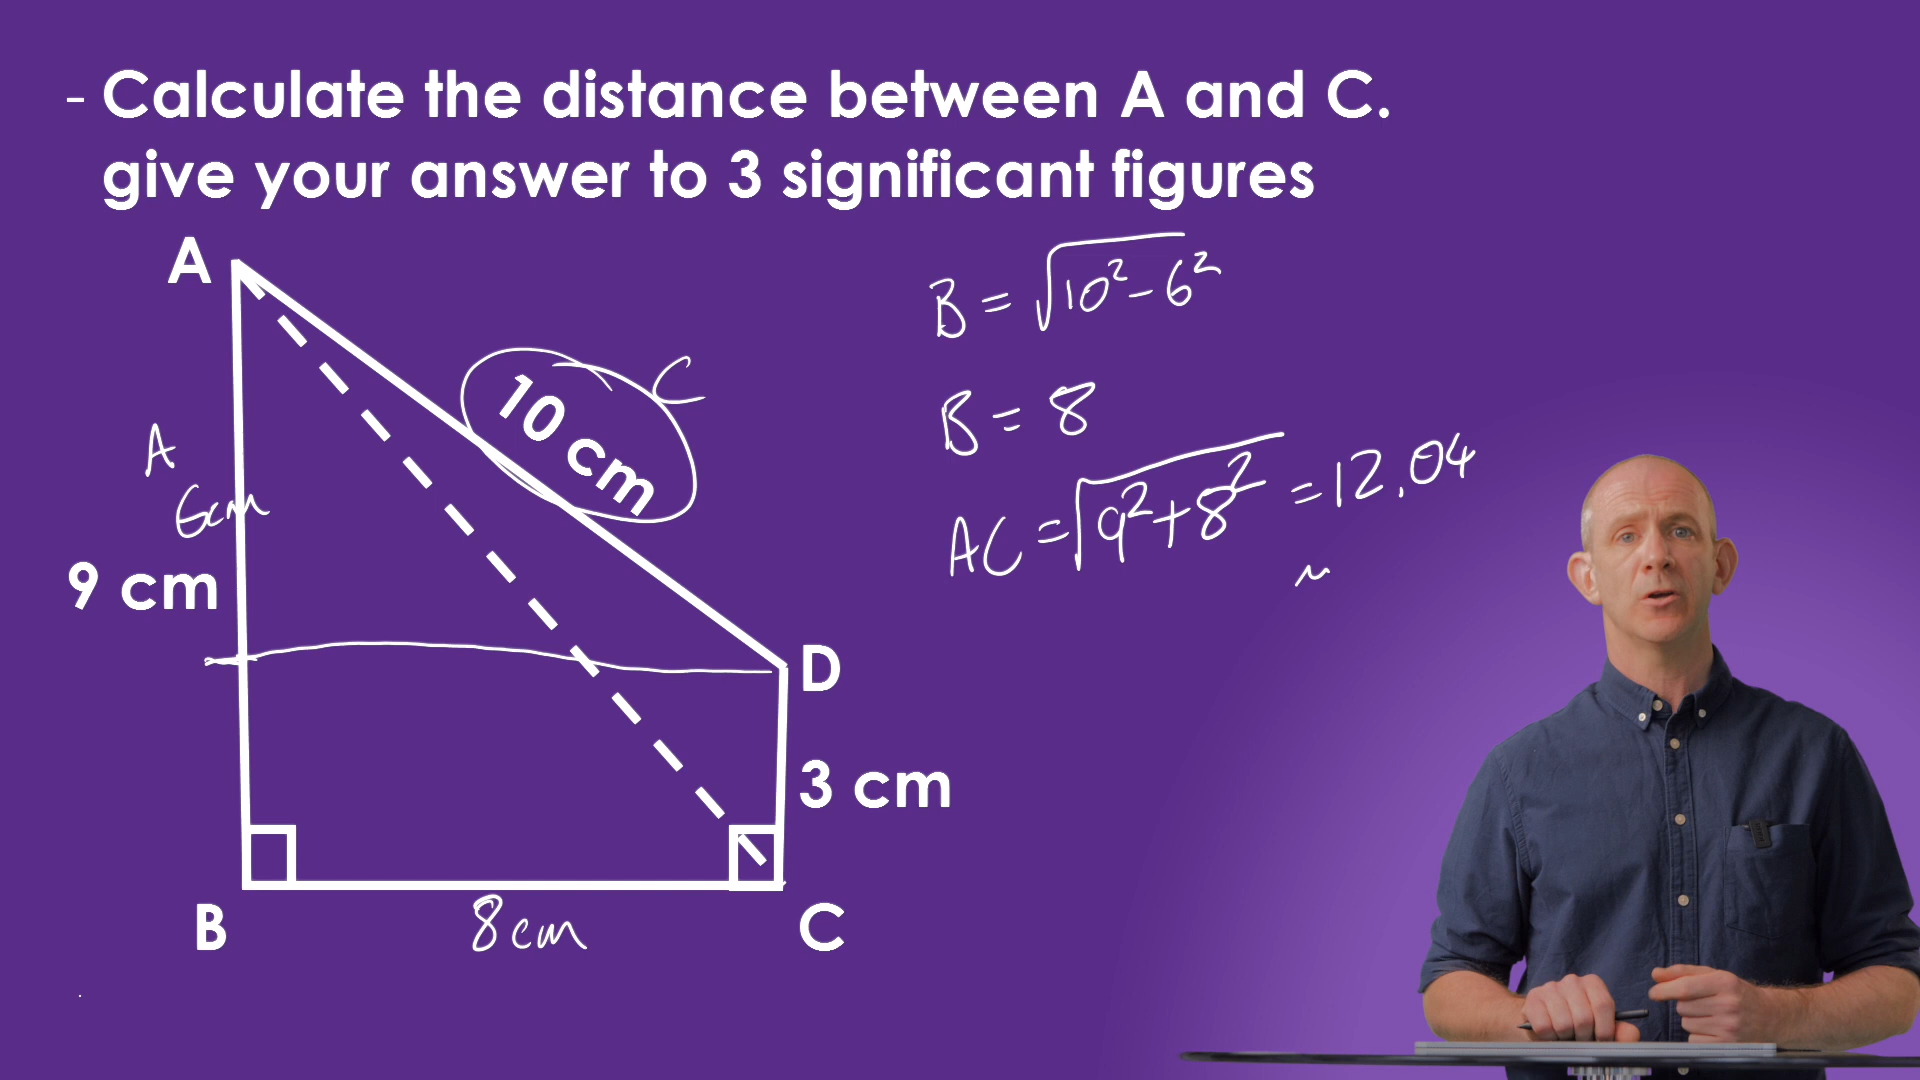 - Calculate the distance between A and C.
give your answer to 3 significant figures
A
B = √10² - 6²
10 cm
C
B = 8
A
6cm
AC = √9² + 8² = 12.04
9 cm
D
3 cm
B
8cm
C